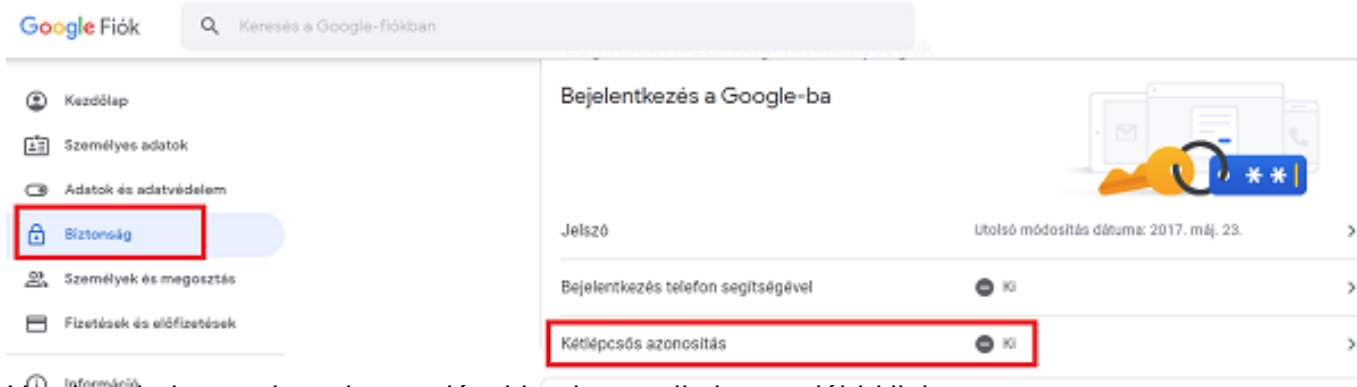 Google Fiók
Keresés a Google-fiókban
Kezdőlap
Személyes adatok
Adatok és adatvédelem
Biztonság
Személyek és megosztás
Fizetések és előfizetések
Információ
Bejelentkezés a Google-ba
**
Jelszó
Utolsó módosítás dátuma: 2017. máj. 23.
Bejelentkezés telefon segítségével
Ki
Kétlépcsős azonosítás
Ki